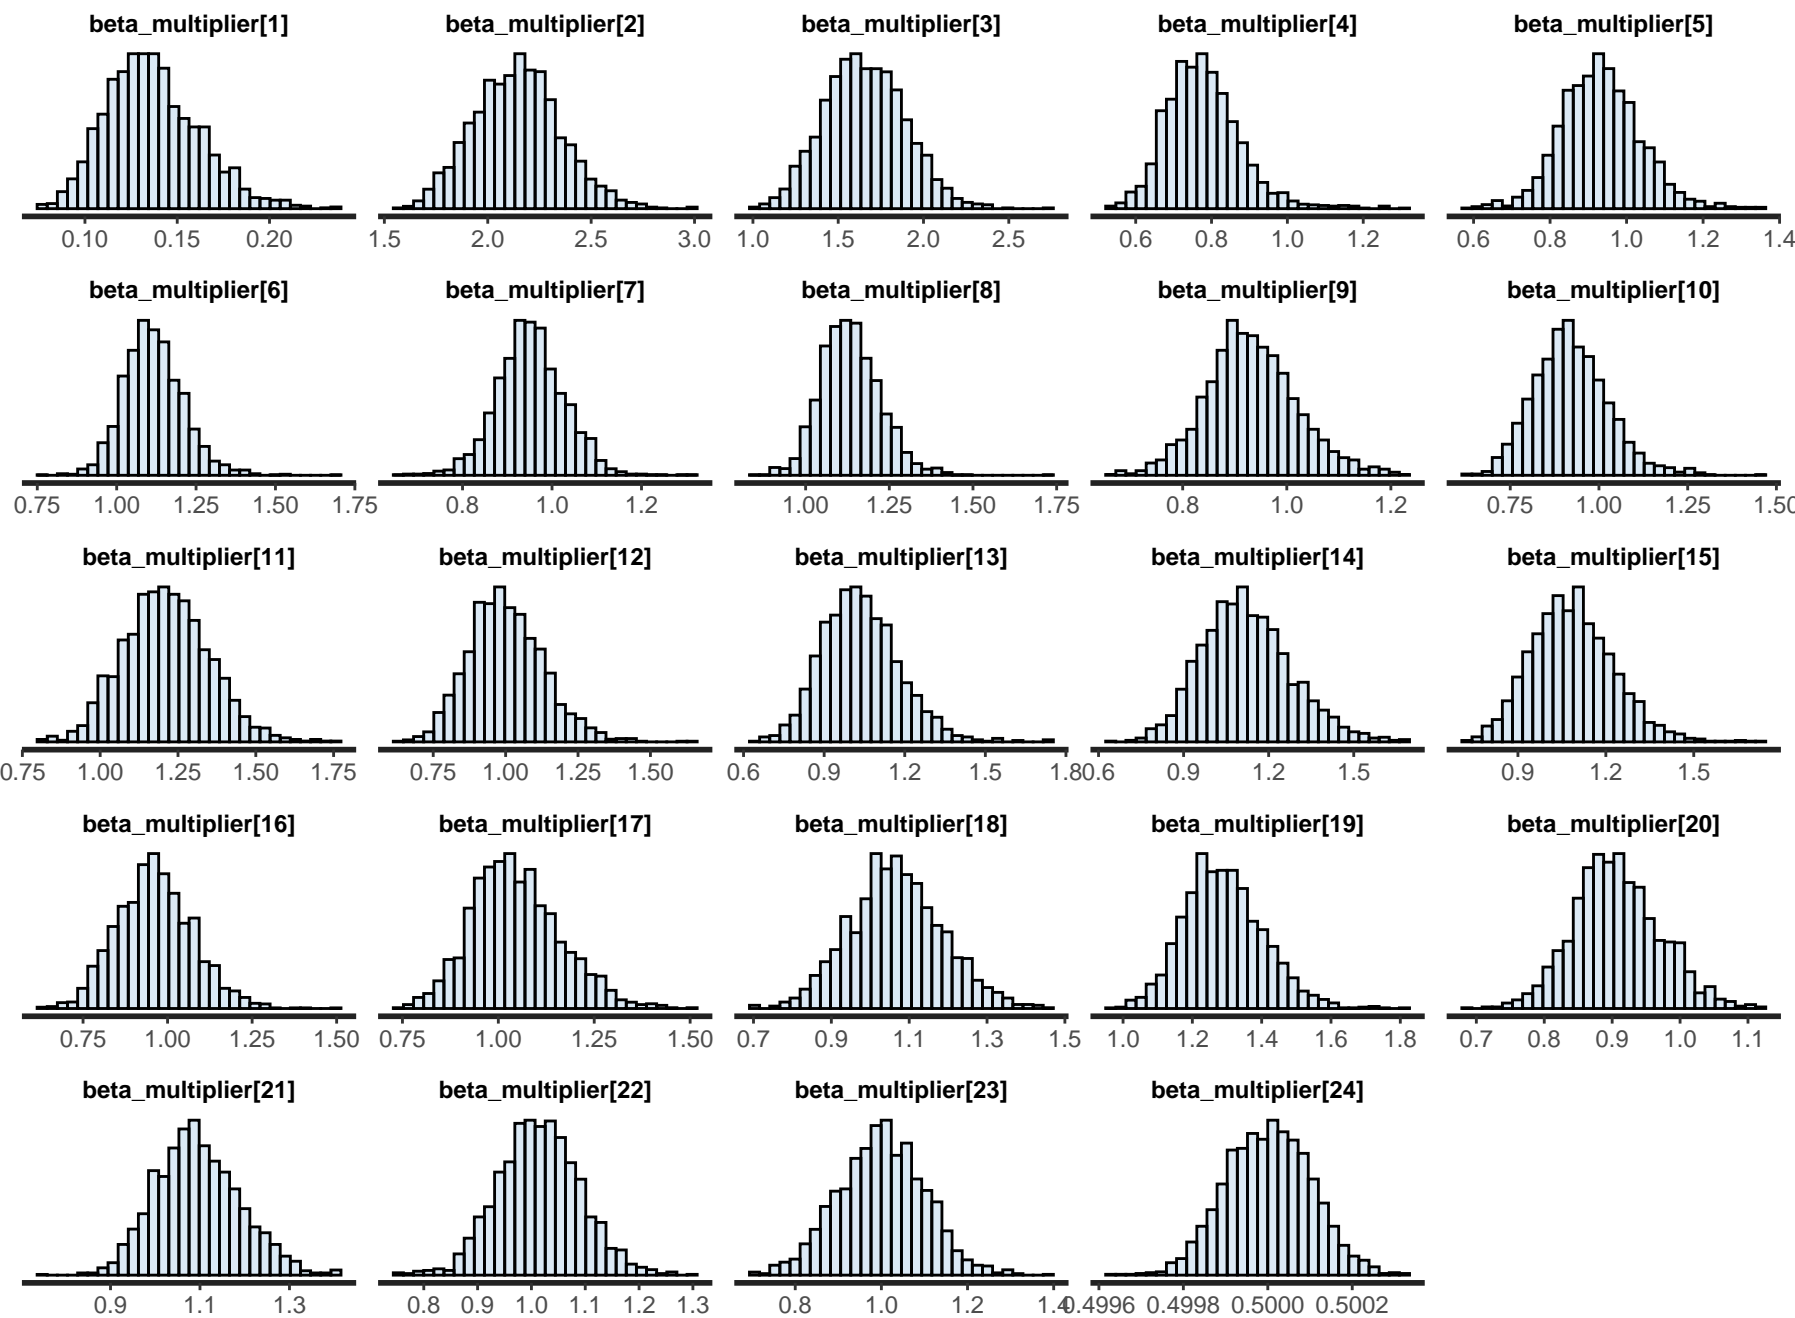 beta_multiplier[1] beta_multiplier[2] beta_multiplier[3] beta_multiplier[4] beta_multiplier[5]
0.10 0.15 0.20 1.5 2.0 2.5 3.0 1.0 1.5 2.0 2.5 0.6 0.8 1.0 1.2 0.6 0.8 1.0 1.2 1.4
beta_multiplier[6] beta_multiplier[7] beta_multiplier[8] beta_multiplier[9] beta_multiplier[10]
0.75 1.00 1.25 1.50 1.75 0.8 1.0 1.2 1.00 1.25 1.50 1.75 0.8 1.0 1.2 0.75 1.00 1.25 1.50
beta_multiplier[11] beta_multiplier[12] beta_multiplier[13] beta_multiplier[14] beta_multiplier[15]
0.75 1.00 1.25 1.50 1.75 0.75 1.00 1.25 1.50 0.6 0.9 1.2 1.5 1.8 0.6 0.9 1.2 1.5 0.9 1.2 1.5
beta_multiplier[16] beta_multiplier[17] beta_multiplier[18] beta_multiplier[19] beta_multiplier[20]
0.75 1.00 1.25 1.50 0.75 1.00 1.25 1.50 0.7 0.9 1.1 1.3 1.5 1.0 1.2 1.4 1.6 1.8 0.7 0.8 0.9 1.0 1.1
beta_multiplier[21] beta_multiplier[22] beta_multiplier[23] beta_multiplier[24]
0.9 1.1 1.3 0.8 0.9 1.0 1.1 1.2 1.3 0.8 1.0 1.2 1.4 0.4996 0.4998 0.5000 0.5002